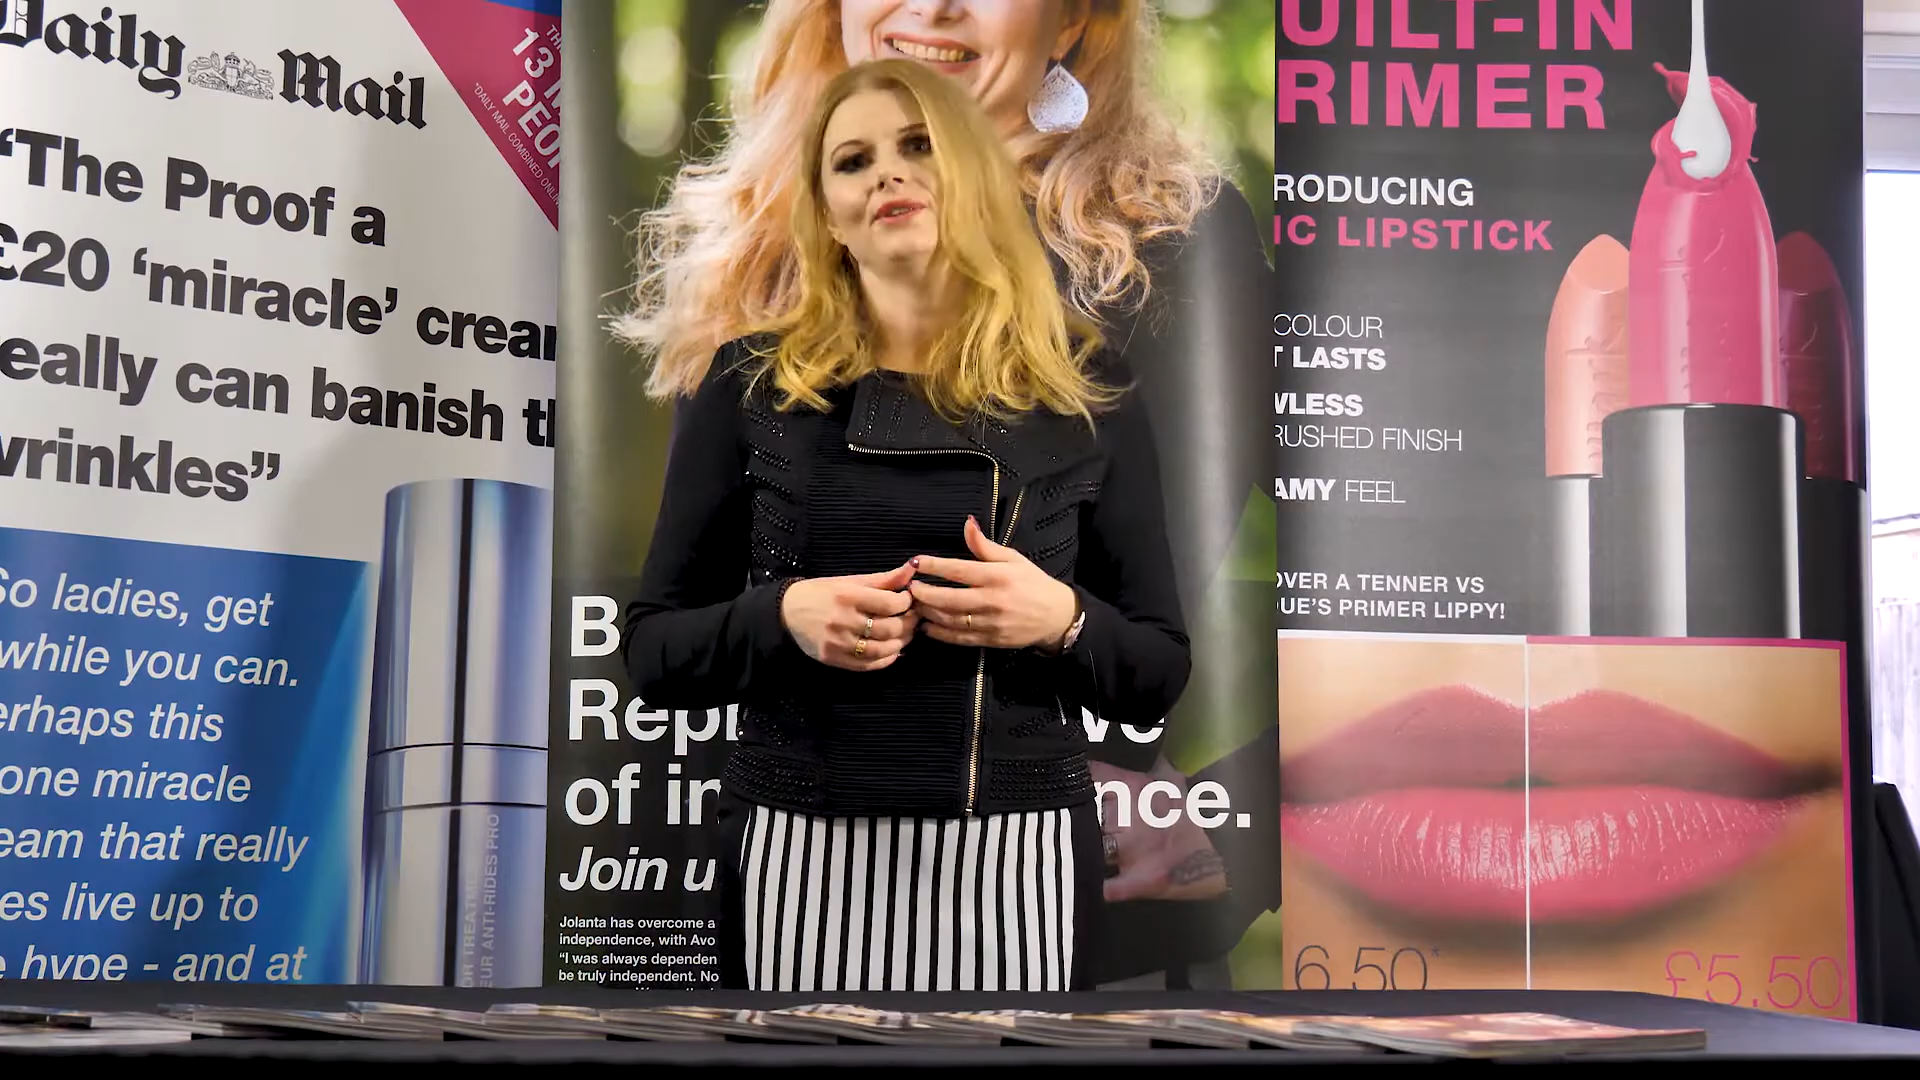 Daily Mail
13
"The Proof a
£20 'miracle' crea
eally can banish
wrinkles"
So ladies, get
while you can.
erhaps this
one miracle
eam that really
es live up to
hype - and at
B
Rep ve
of in nce.
Join u
Jolanta has overcome a
independence, with Avo
"I was always dependen
be truly independent. No
UILT-IN
RIMER
RODUCING
IC LIPSTICK
COLOUR
T LASTS
WLESS
RUSHED FINISH
AMY FEEL
OVER A TENNER VS
UE'S PRIMER LIPPY!
6.50*
£5.50
EUR ANTI-RIDES PRO